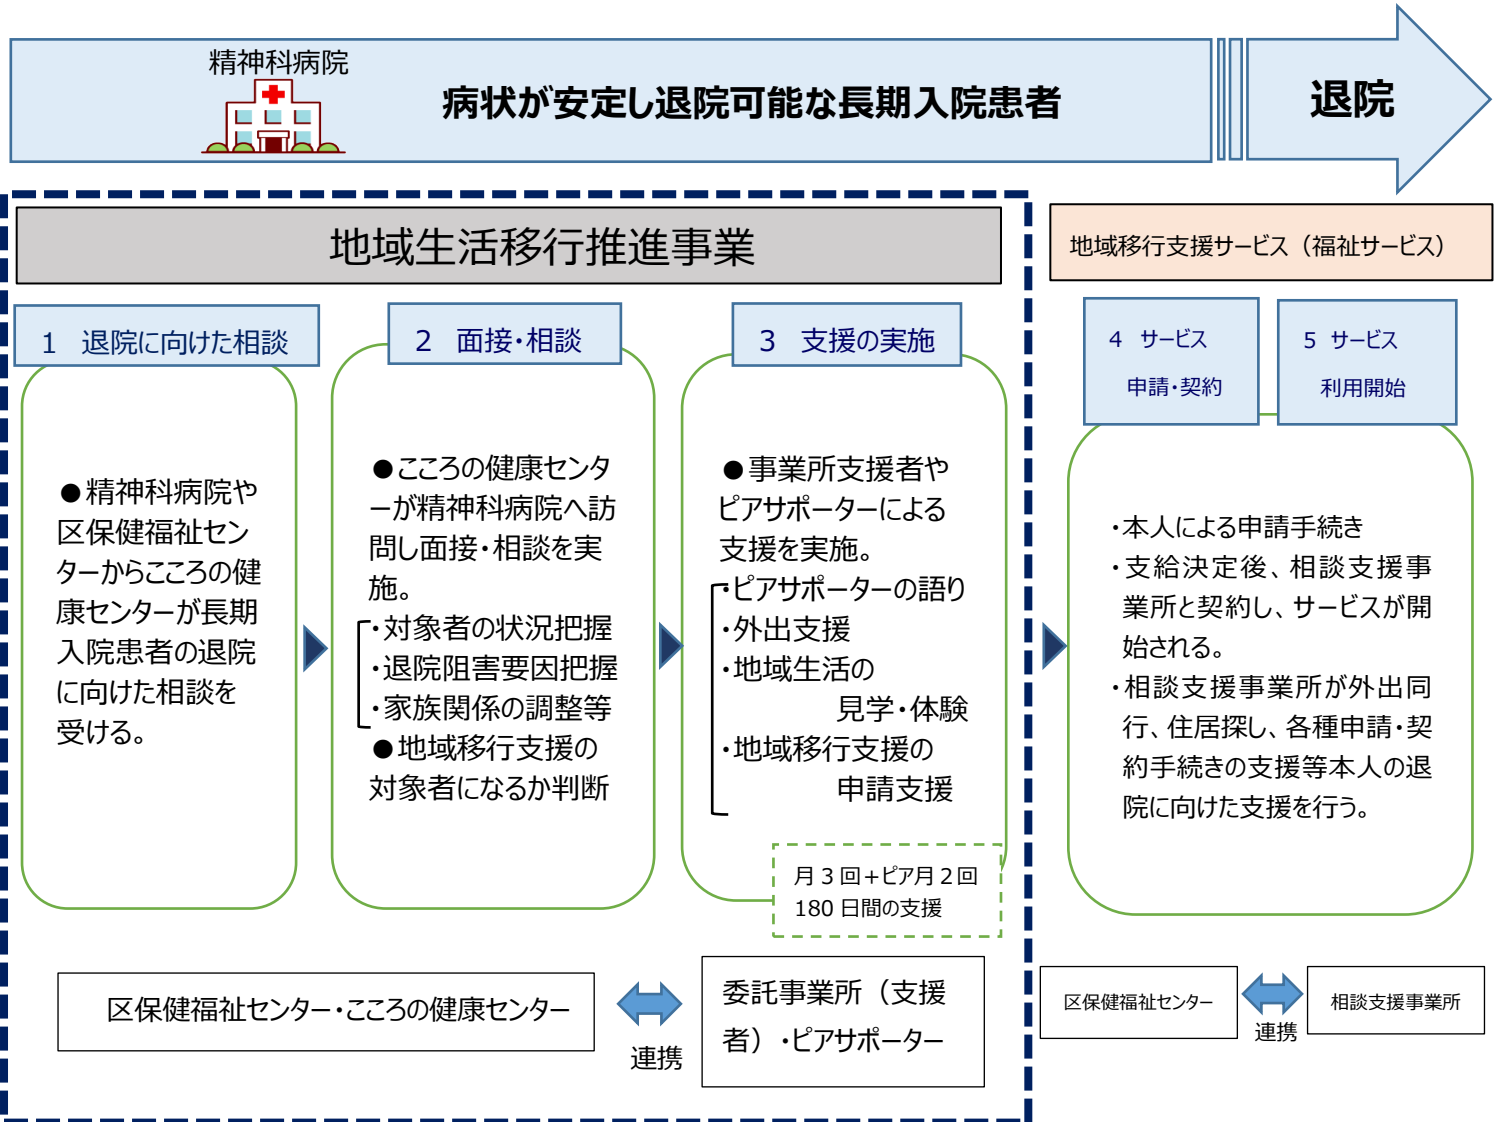 精神科病院
病状が安定し退院可能な長期入院患者
退院
地域生活移行推進事業
1　退院に向けた相談
●精神科病院や
区保健福祉セン
ターからこころの健
康センターが長期
入院患者の退院
に向けた相談を
受ける。
2　面接・相談
●こころの健康センタ
ーが精神科病院へ訪
問し面接・相談を実
施。
・対象者の状況把握
・退院阻害要因把握
・家族関係の調整等
●地域移行支援の
対象者になるか判断
3　支援の実施
●事業所支援者や
ピアサポーターによる
支援を実施。
・ピアサポーターの語り
・外出支援
・地域生活の
見学・体験
・地域移行支援の
申請支援
月３回+ピア月２回
180 日間の支援
区保健福祉センター・こころの健康センター
連携
委託事業所（支援
者）・ピアサポーター
地域移行支援サービス（福祉サービス）
4　サービス
申請・契約
5　サービス
利用開始
・本人による申請手続き
・支給決定後、相談支援事
業所と契約し、サービスが開
始される。
・相談支援事業所が外出同
行、住居探し、各種申請・契
約手続きの支援等本人の退
院に向けた支援を行う。
区保健福祉センター
連携
相談支援事業所